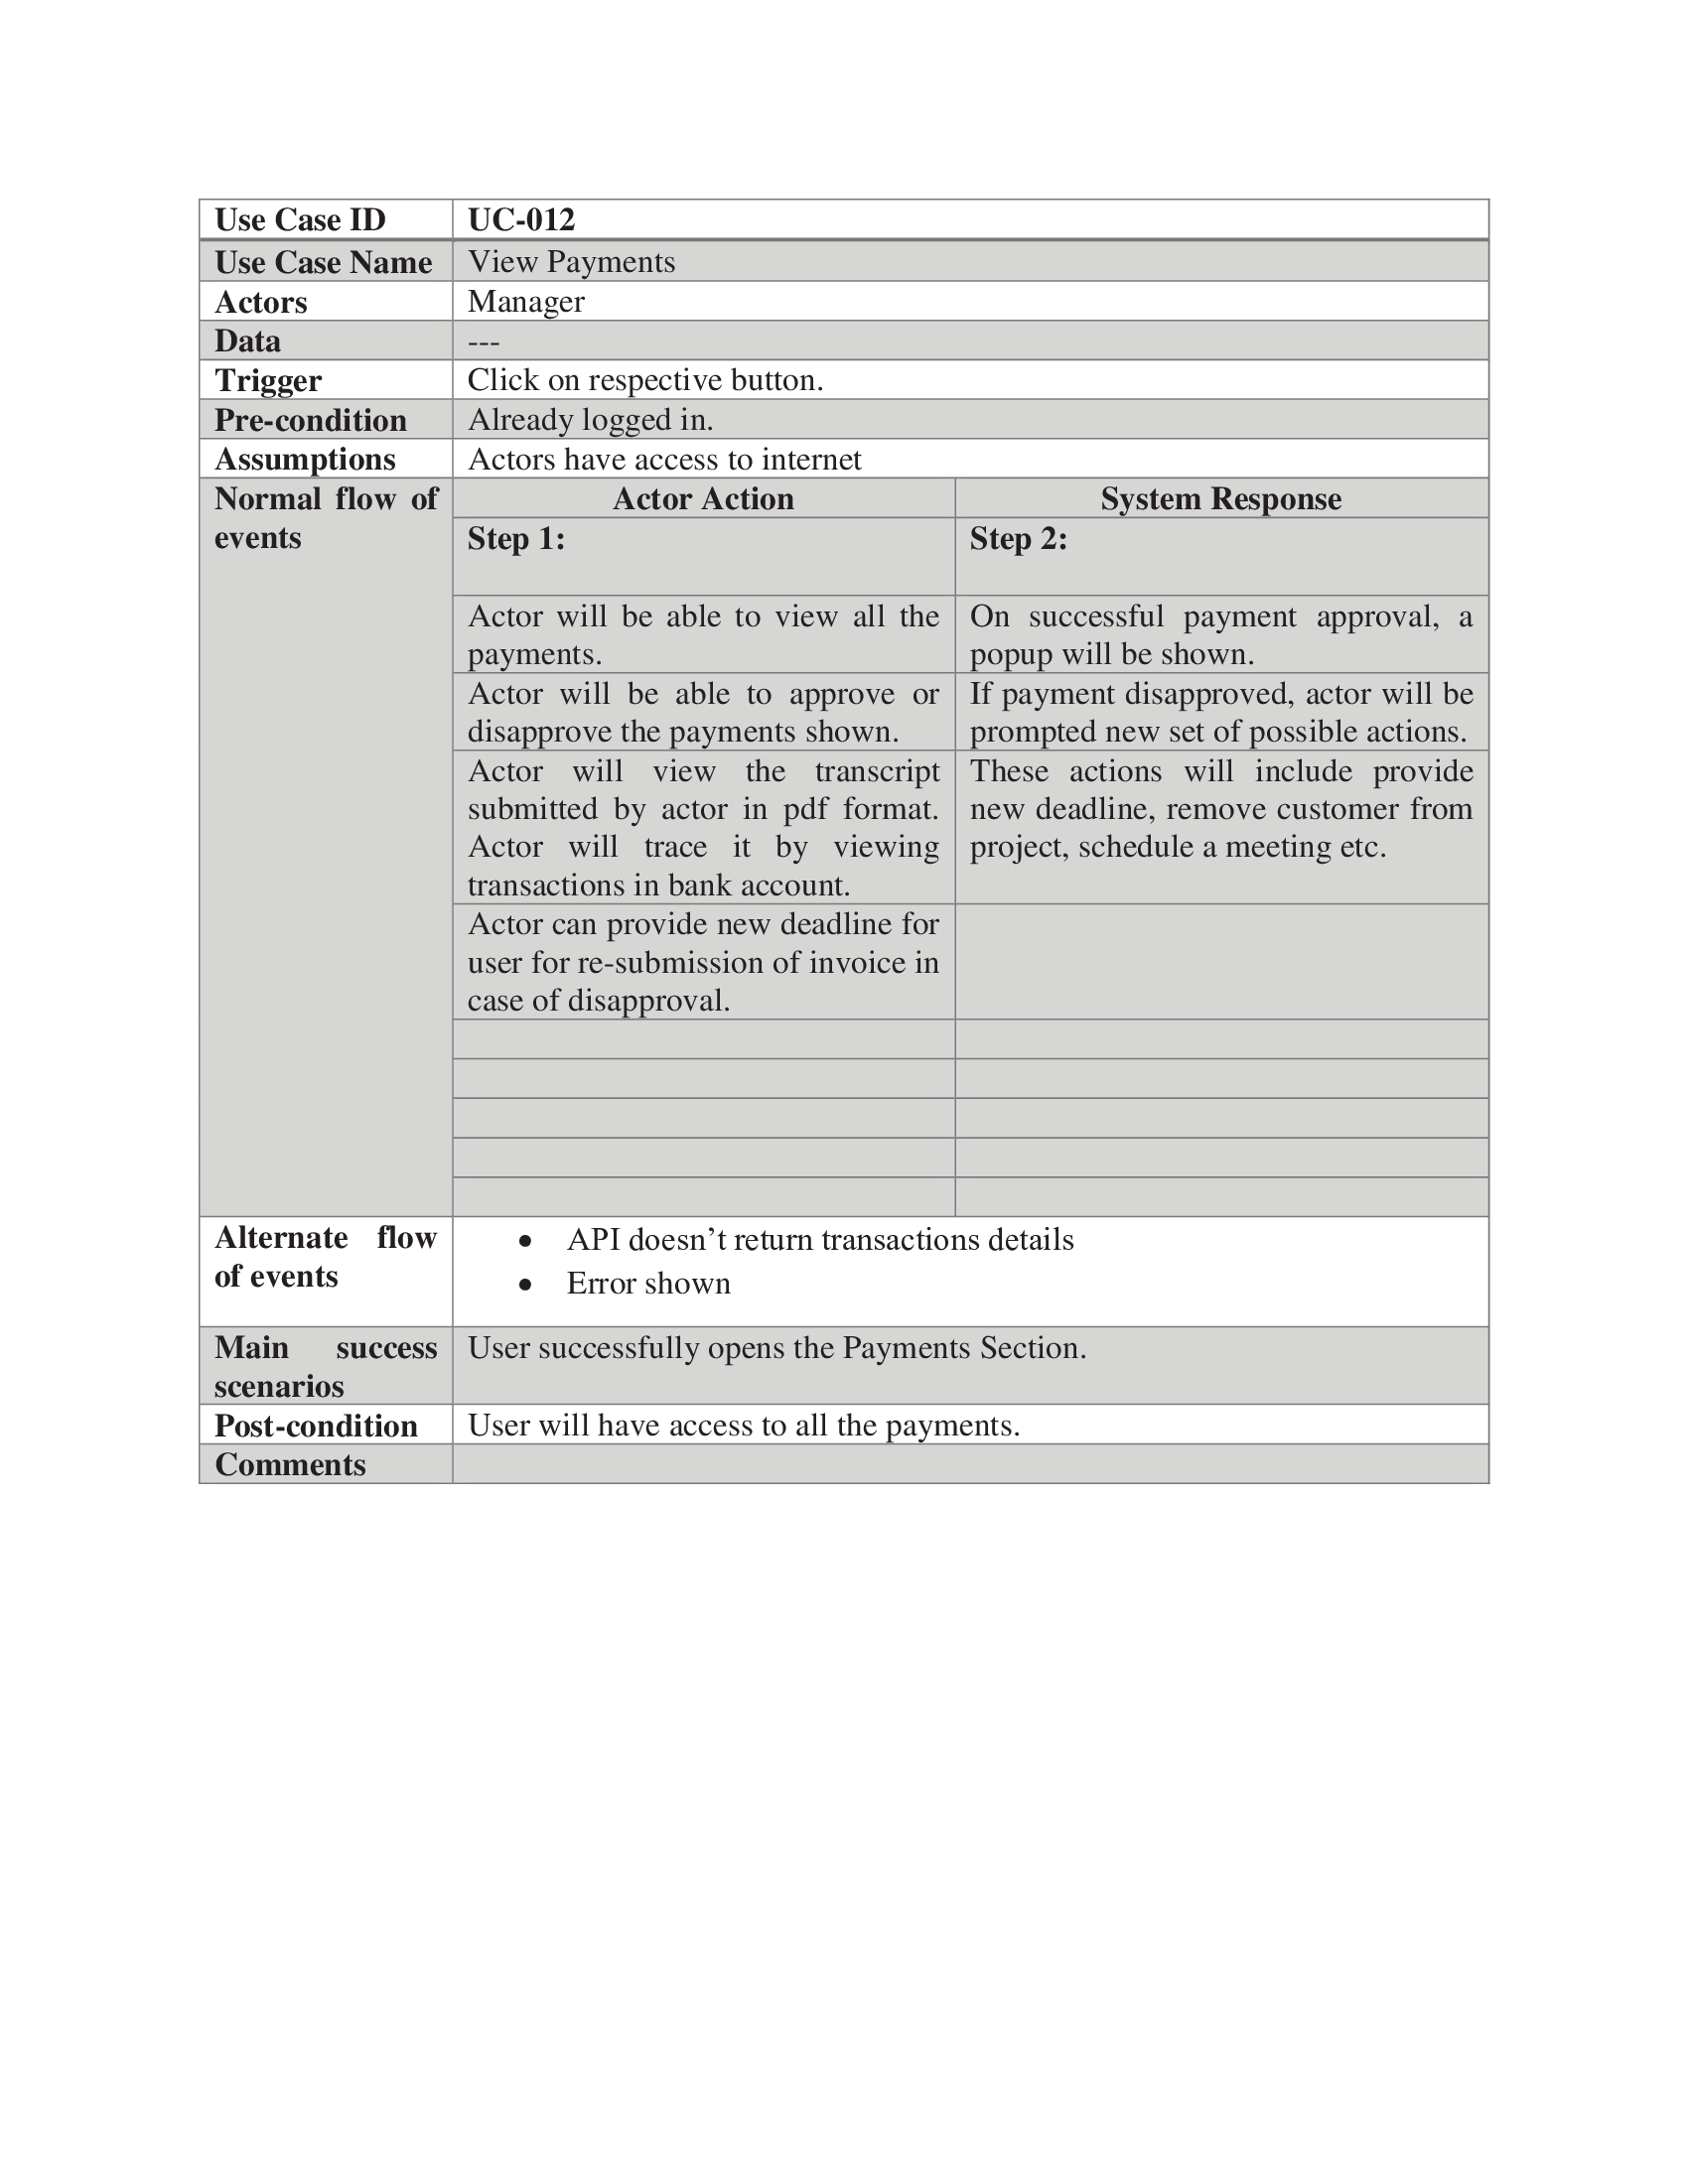 Use Case ID UC-012
Use Case Name View Payments
Actors Manager
Data ---
Trigger Click on respective button.
Pre-condition Already logged in.
Assumptions Actors have access to internet
Normal flow of
events
Actor Action System Response
Step 1: Step 2:
Actor will be able to view all the
payments.
On successful payment approval, a
popup will be shown.
Actor will be able to approve or
disapprove the payments shown.
If payment disapproved, actor will be
prompted new set of possible actions.
Actor will view the transcript
submitted by actor in pdf format.
Actor will trace it by viewing
transactions in bank account.
These actions will include provide
new deadline, remove customer from
project, schedule a meeting etc.
Actor can provide new deadline for
user for re-submission of invoice in
case of disapproval.
Alternate flow
of events
• API doesn’t return transactions details
• Error shown
Main success
scenarios
User successfully opens the Payments Section.
Post-condition User will have access to all the payments.
Comments